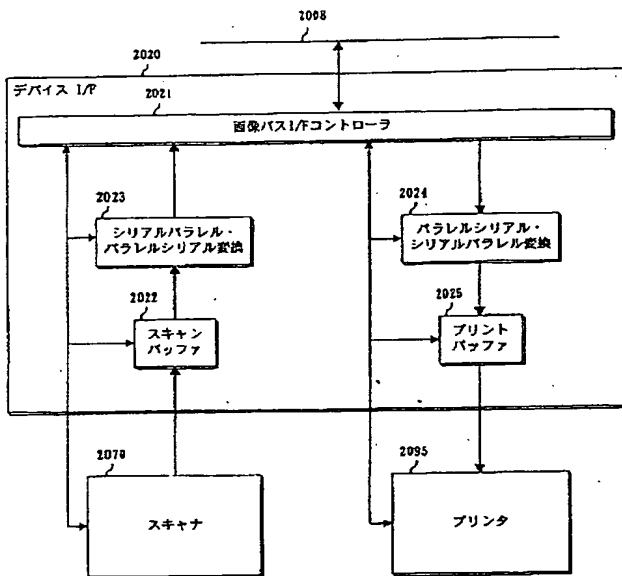 2008
2020
デバイス I/F
2021
画像バスI/Fコントローラ
2023
シリアルパラレル・
パラレルシリアル変換
2024
パラレルシリアル・
シリアルパラレル変換
2022
スキャン
バッファ
2025
プリント
バッファ
2070
スキャナ
2095
プリンタ